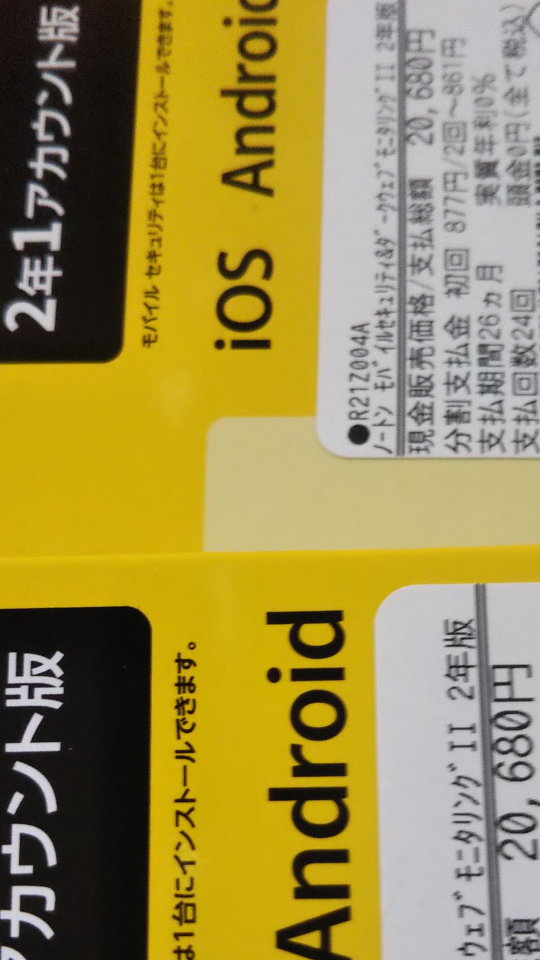 2年1アカウント版
モバイル セキュリティは1台にインストールできます。
iOS Android
●R21Z004A
ノートン モバイルセキュリティ&ダークウェブモニタリングII 2年版
現金販売価格/支払総額 20,680円
分割支払金 初回 877円/2回～861円
支払期間26ヵ月 実質年利0%
支払回数24回 頭金0円(全て税込)
アカウント版
は1台にインストールできます。
Android
ウェブモニタリングII 2年版
額 20,680円